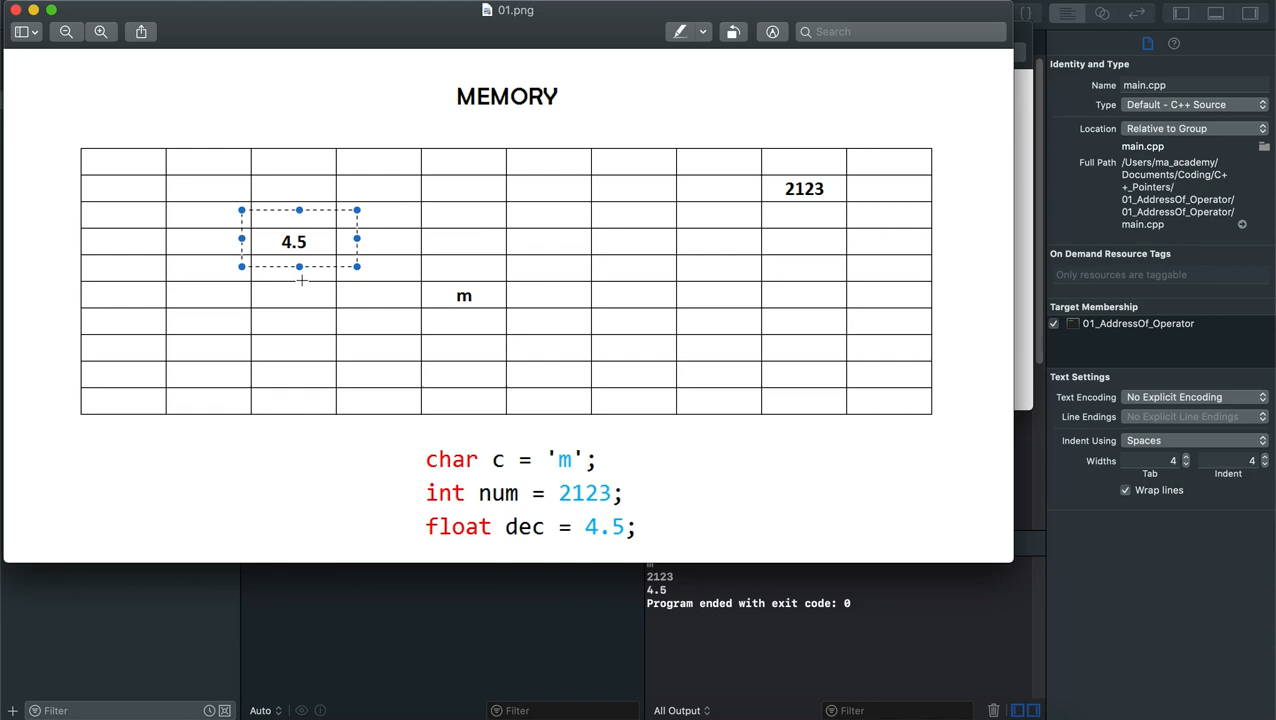 01.png
Search
MEMORY
2123
4.5
m
char c = 'm';
int num = 2123;
float dec = 4.5;
Identity and Type
Name main.cpp
Type Default - C++ Source
Location Relative to Group
main.cpp
Full Path /Users/ma_academy/
Documents/Coding/C+
+_Pointers/
01_AddressOf_Operator/
01_AddressOf_Operator/
main.cpp
On Demand Resource Tags
Only resources are taggable
Target Membership
01_AddressOf_Operator
Text Settings
Text Encoding No Explicit Encoding
Line Endings No Explicit Line Endings
Indent Using Spaces
Widths 4 4
Tab Indent
Wrap lines
m
2123
4.5
Program ended with exit code: 0
Filter Auto Filter All Output Filter